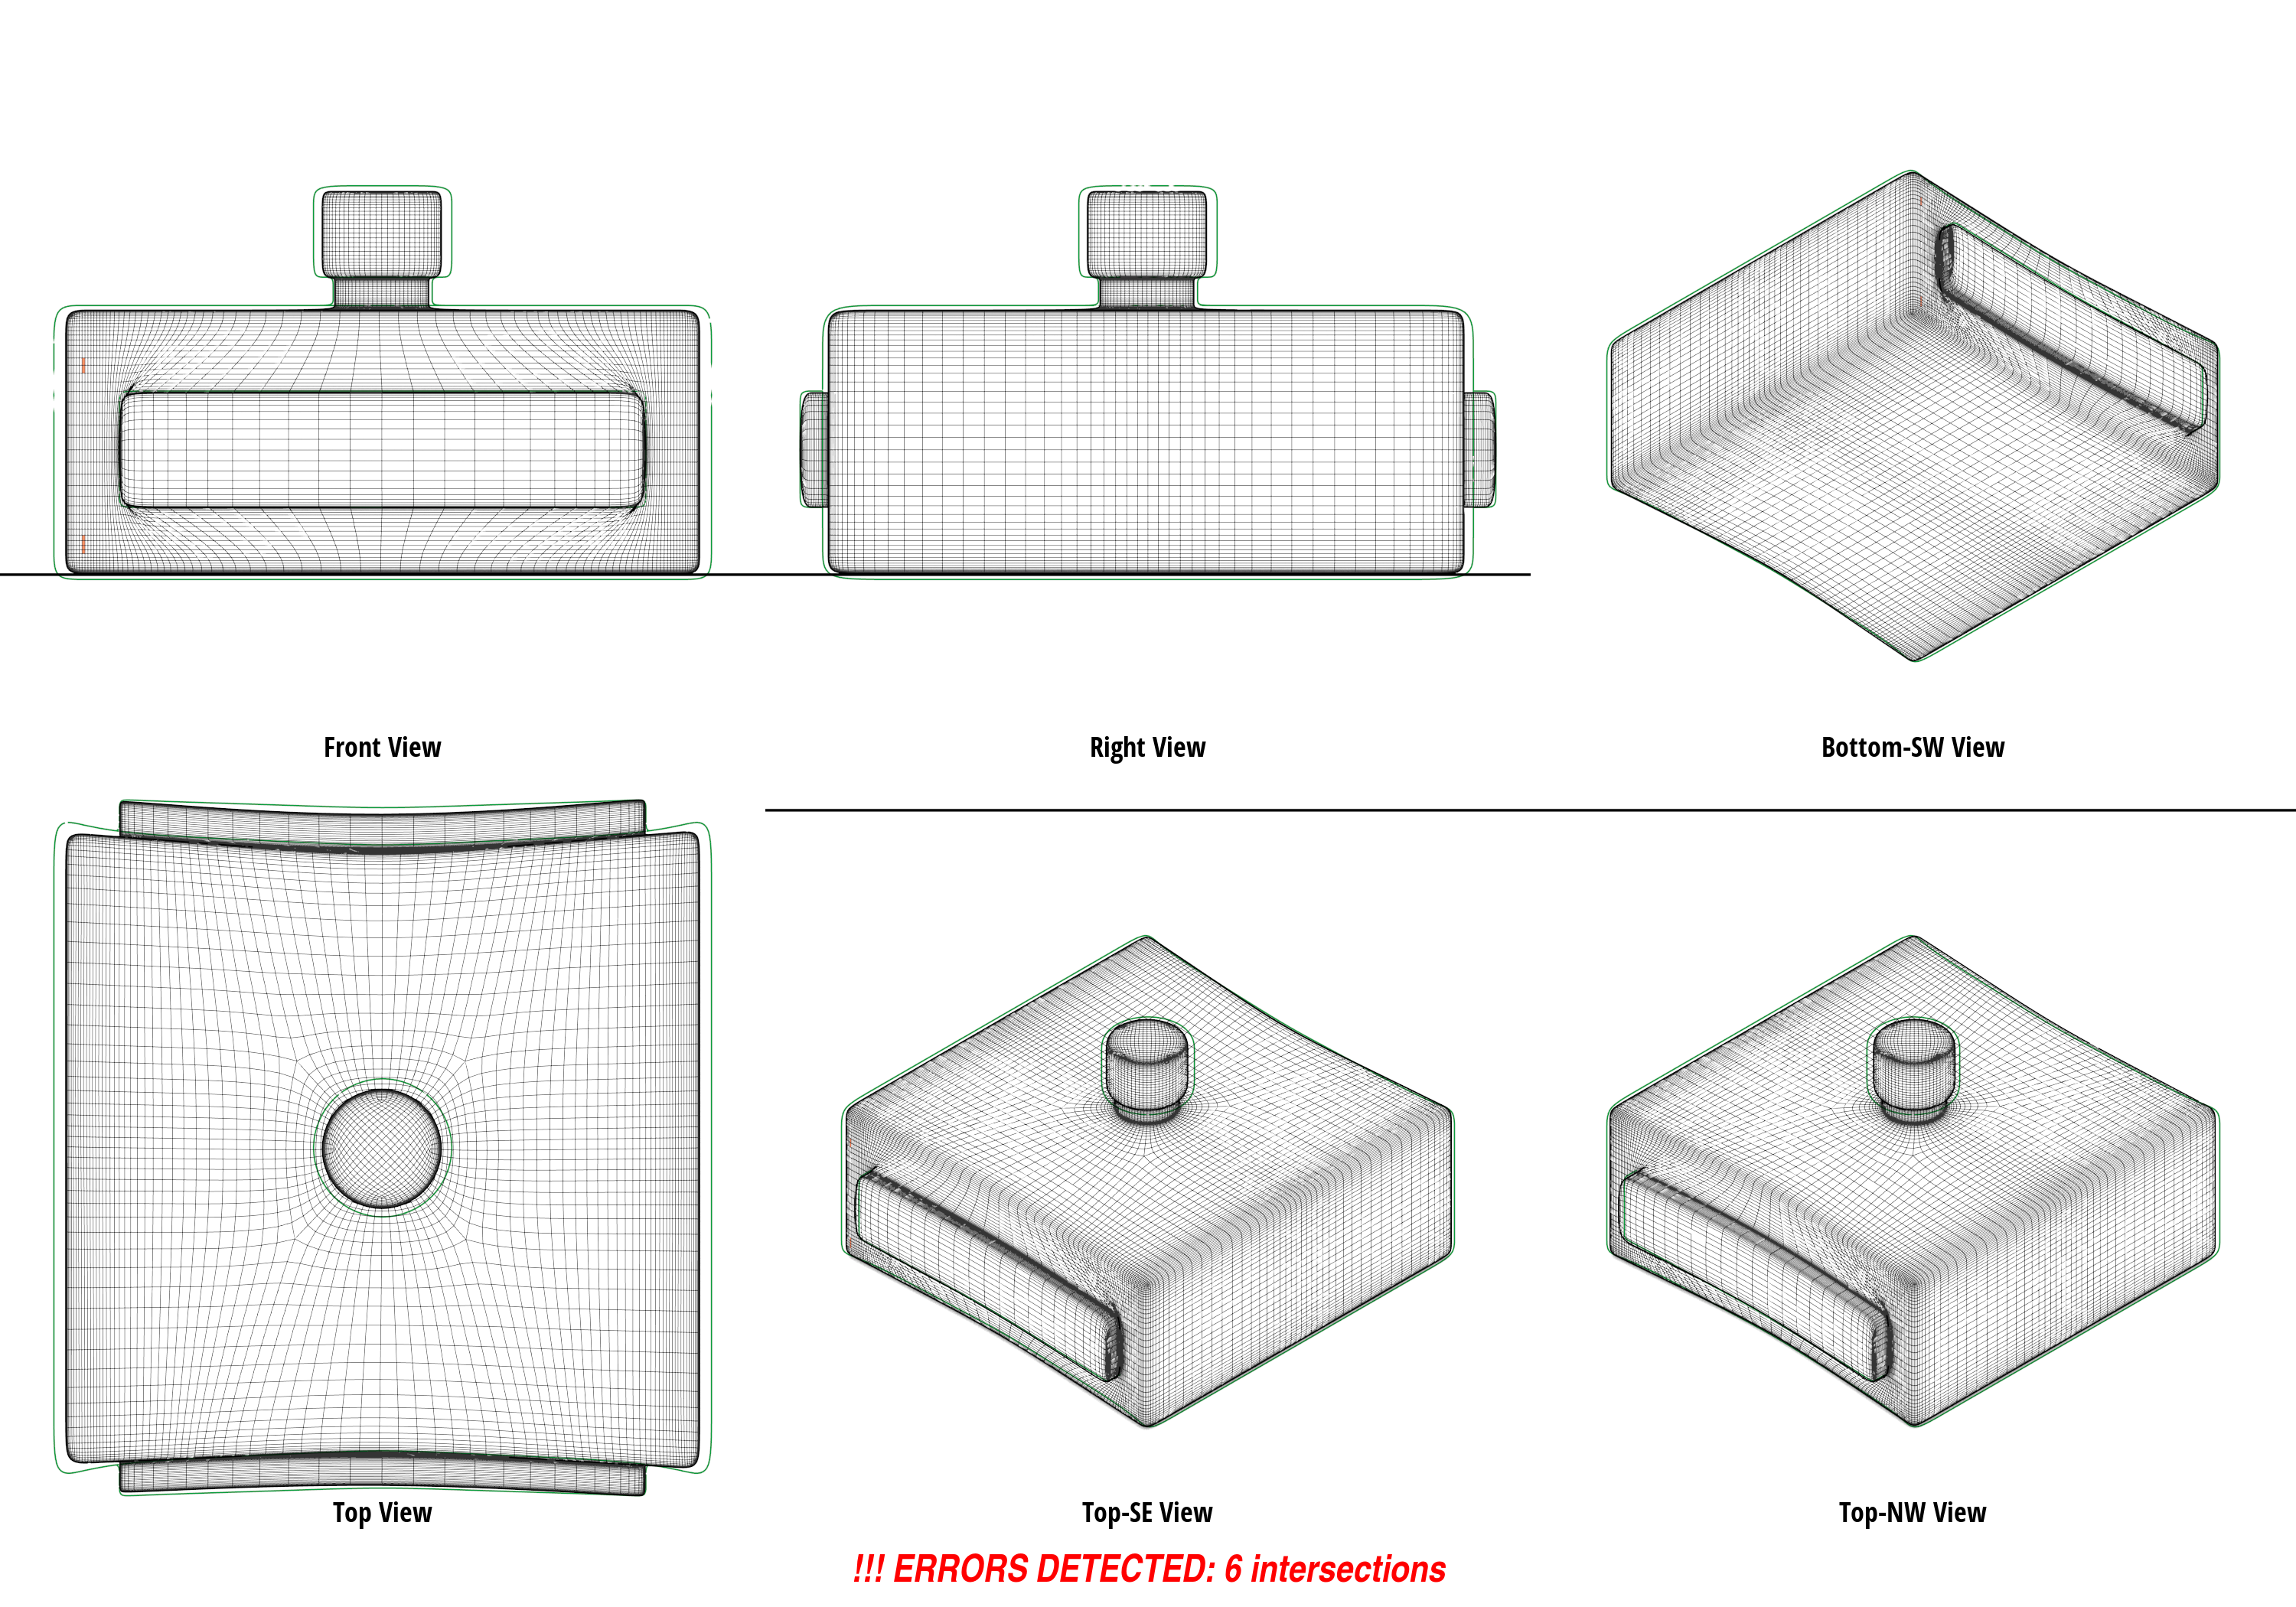 Front View
Right View
Bottom-SW View
Top View
Top-SE View
Top-NW View
!!! ERRORS DETECTED: 6 intersections